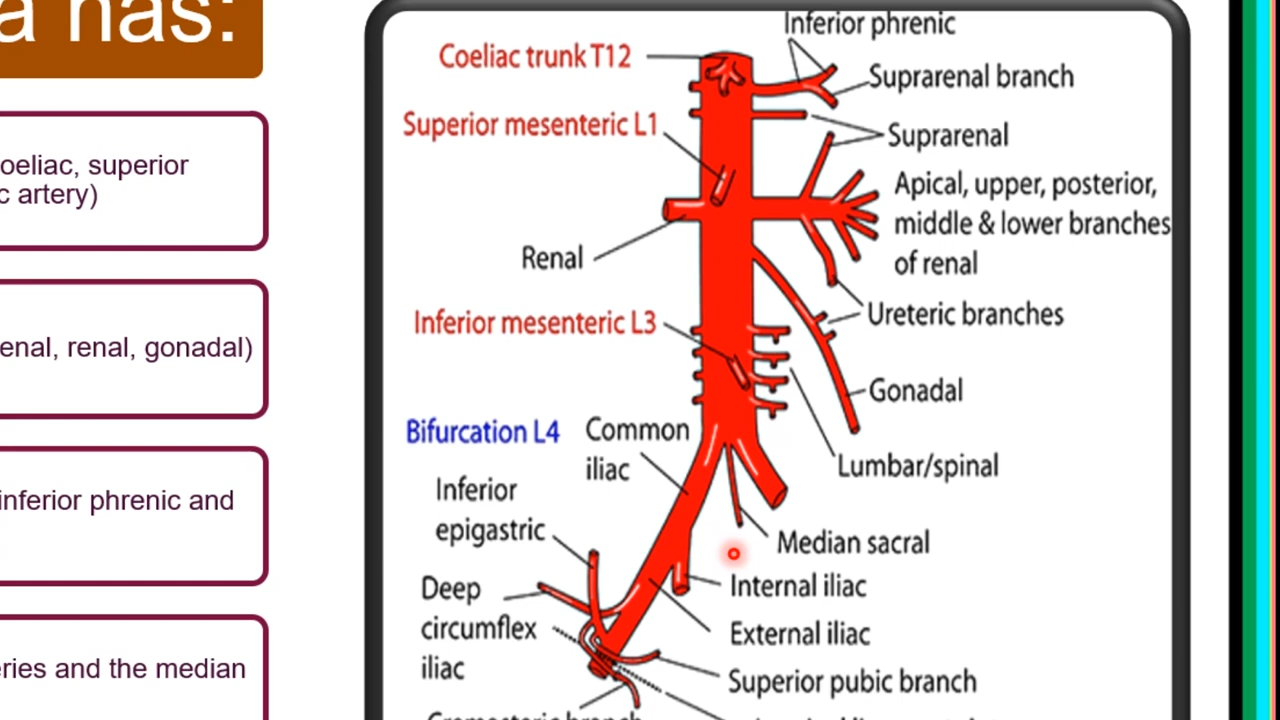 a has:
oeliac, superior
c artery)
enal, renal, gonadal)
inferior phrenic and
eries and the median
Inferior phrenic
Coeliac trunk T12
Suprarenal branch
Superior mesenteric L1
Suprarenal
Apical, upper, posterior,
middle & lower branches
of renal
Renal
Ureteric branches
Inferior mesenteric L3
Gonadal
Bifurcation L4
Common
iliac
Lumbar/spinal
Inferior
epigastric
Median sacral
Deep
circumflex
iliac
Internal iliac
External iliac
Superior pubic branch
Cremasteric branch